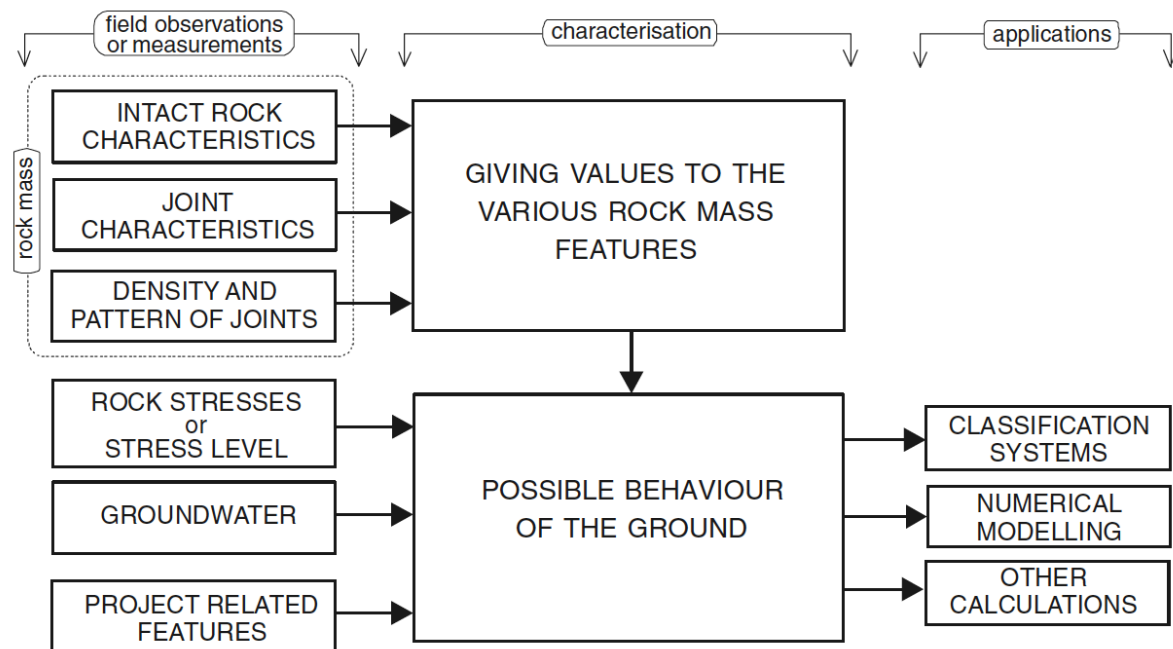 field observations
or measurements
characterisation
applications
rock mass
INTACT ROCK
CHARACTERISTICS
JOINT
CHARACTERISTICS
DENSITY AND
PATTERN OF JOINTS
GIVING VALUES TO THE
VARIOUS ROCK MASS
FEATURES
ROCK STRESSES
or
STRESS LEVEL
GROUNDWATER
PROJECT RELATED
FEATURES
POSSIBLE BEHAVIOUR
OF THE GROUND
CLASSIFICATION
SYSTEMS
NUMERICAL
MODELLING
OTHER
CALCULATIONS